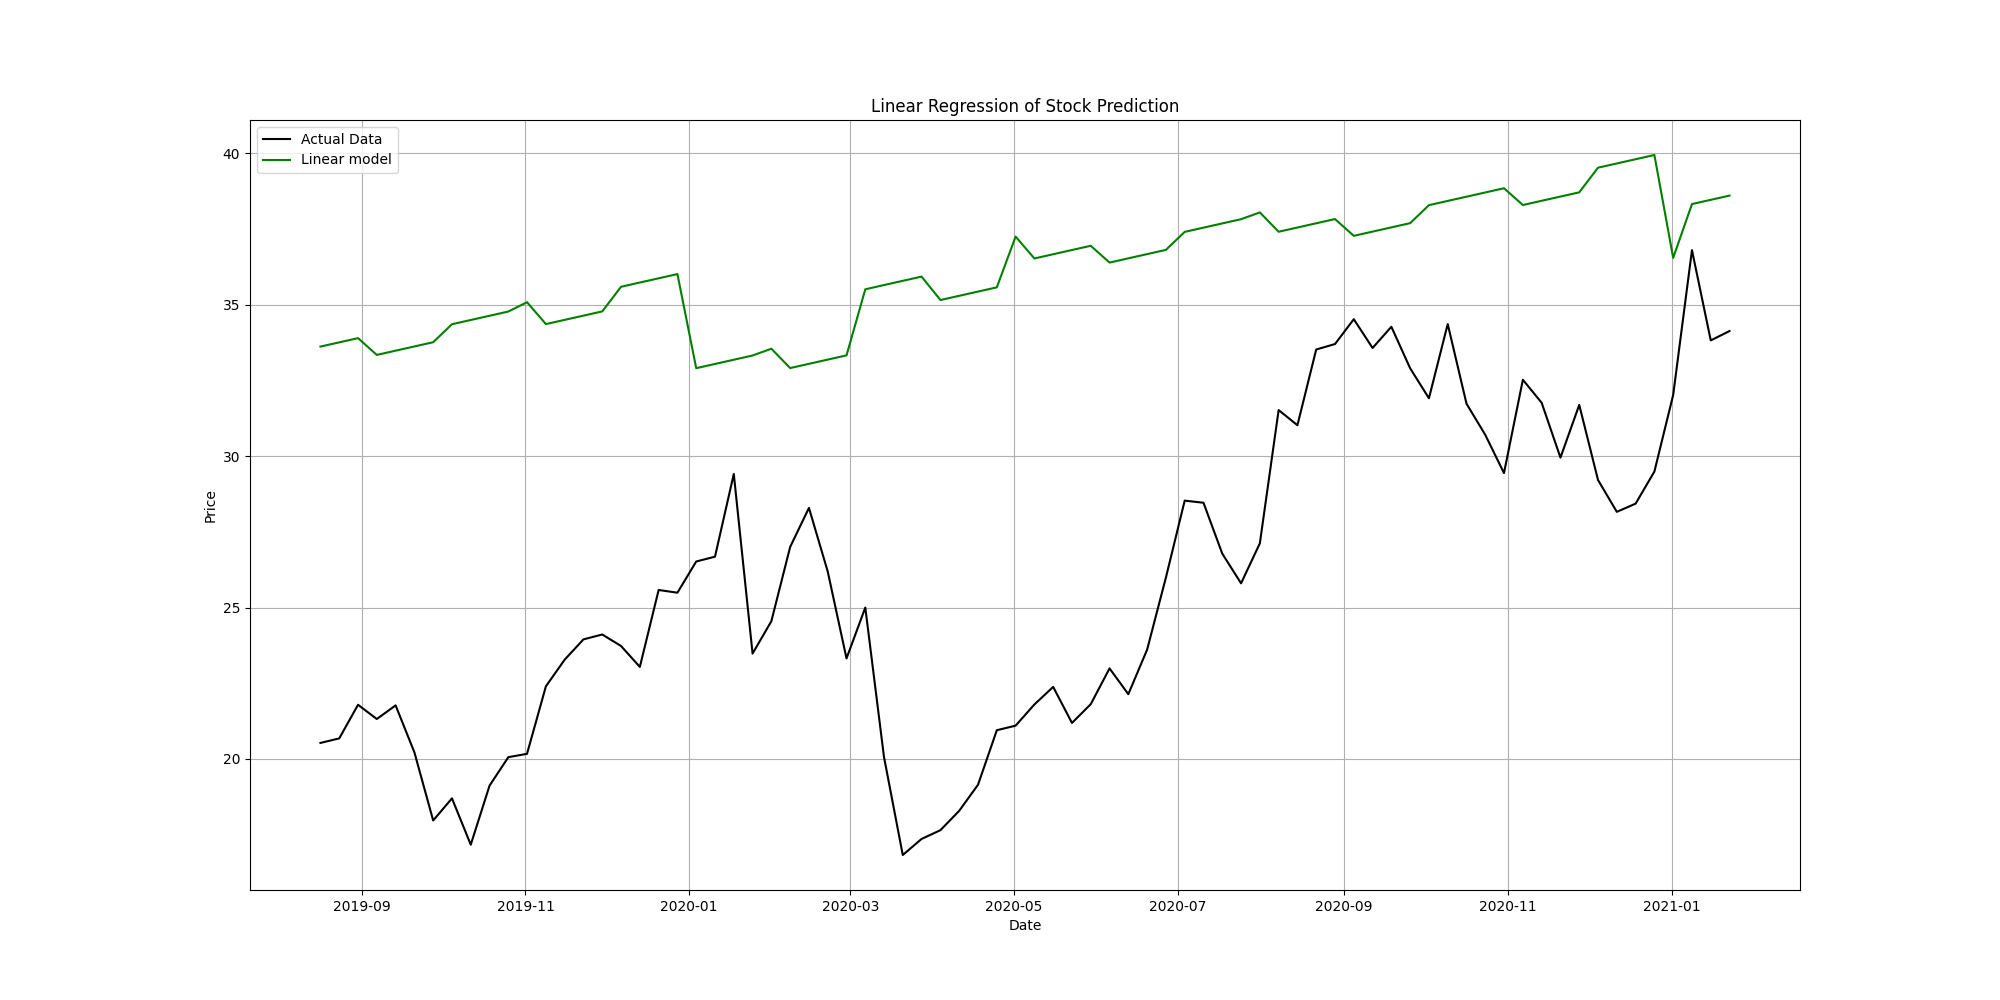 Linear Regression of Stock Prediction
Actual Data
Linear model
40
35
30
25
20
Price
2019-09 2019-11 2020-01 2020-03 2020-05 2020-07 2020-09 2020-11 2021-01
Date